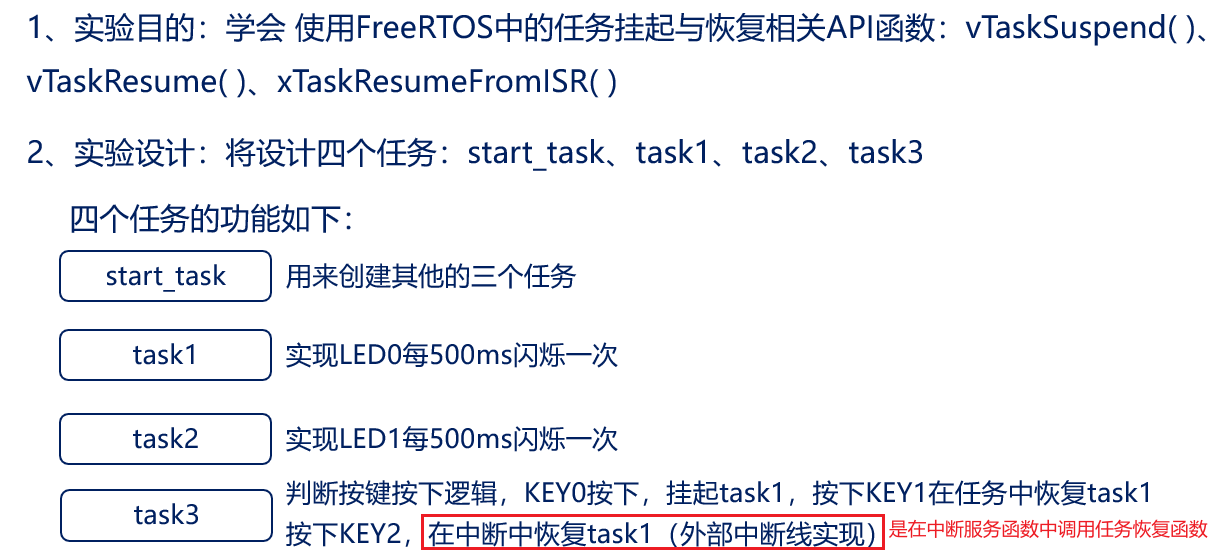 1、实验目的：学会 使用FreeRTOS中的任务挂起与恢复相关API函数：vTaskSuspend( )、
vTaskResume( )、xTaskResumeFromISR( )
2、实验设计：将设计四个任务：start_task、task1、task2、task3
四个任务的功能如下：
start_task 用来创建其他的三个任务
task1 实现LED0每500ms闪烁一次
task2 实现LED1每500ms闪烁一次
task3 判断按键按下逻辑，KEY0按下，挂起task1，按下KEY1在任务中恢复task1
按下KEY2，在中断中恢复task1（外部中断线实现） 是在中断服务函数中调用任务恢复函数